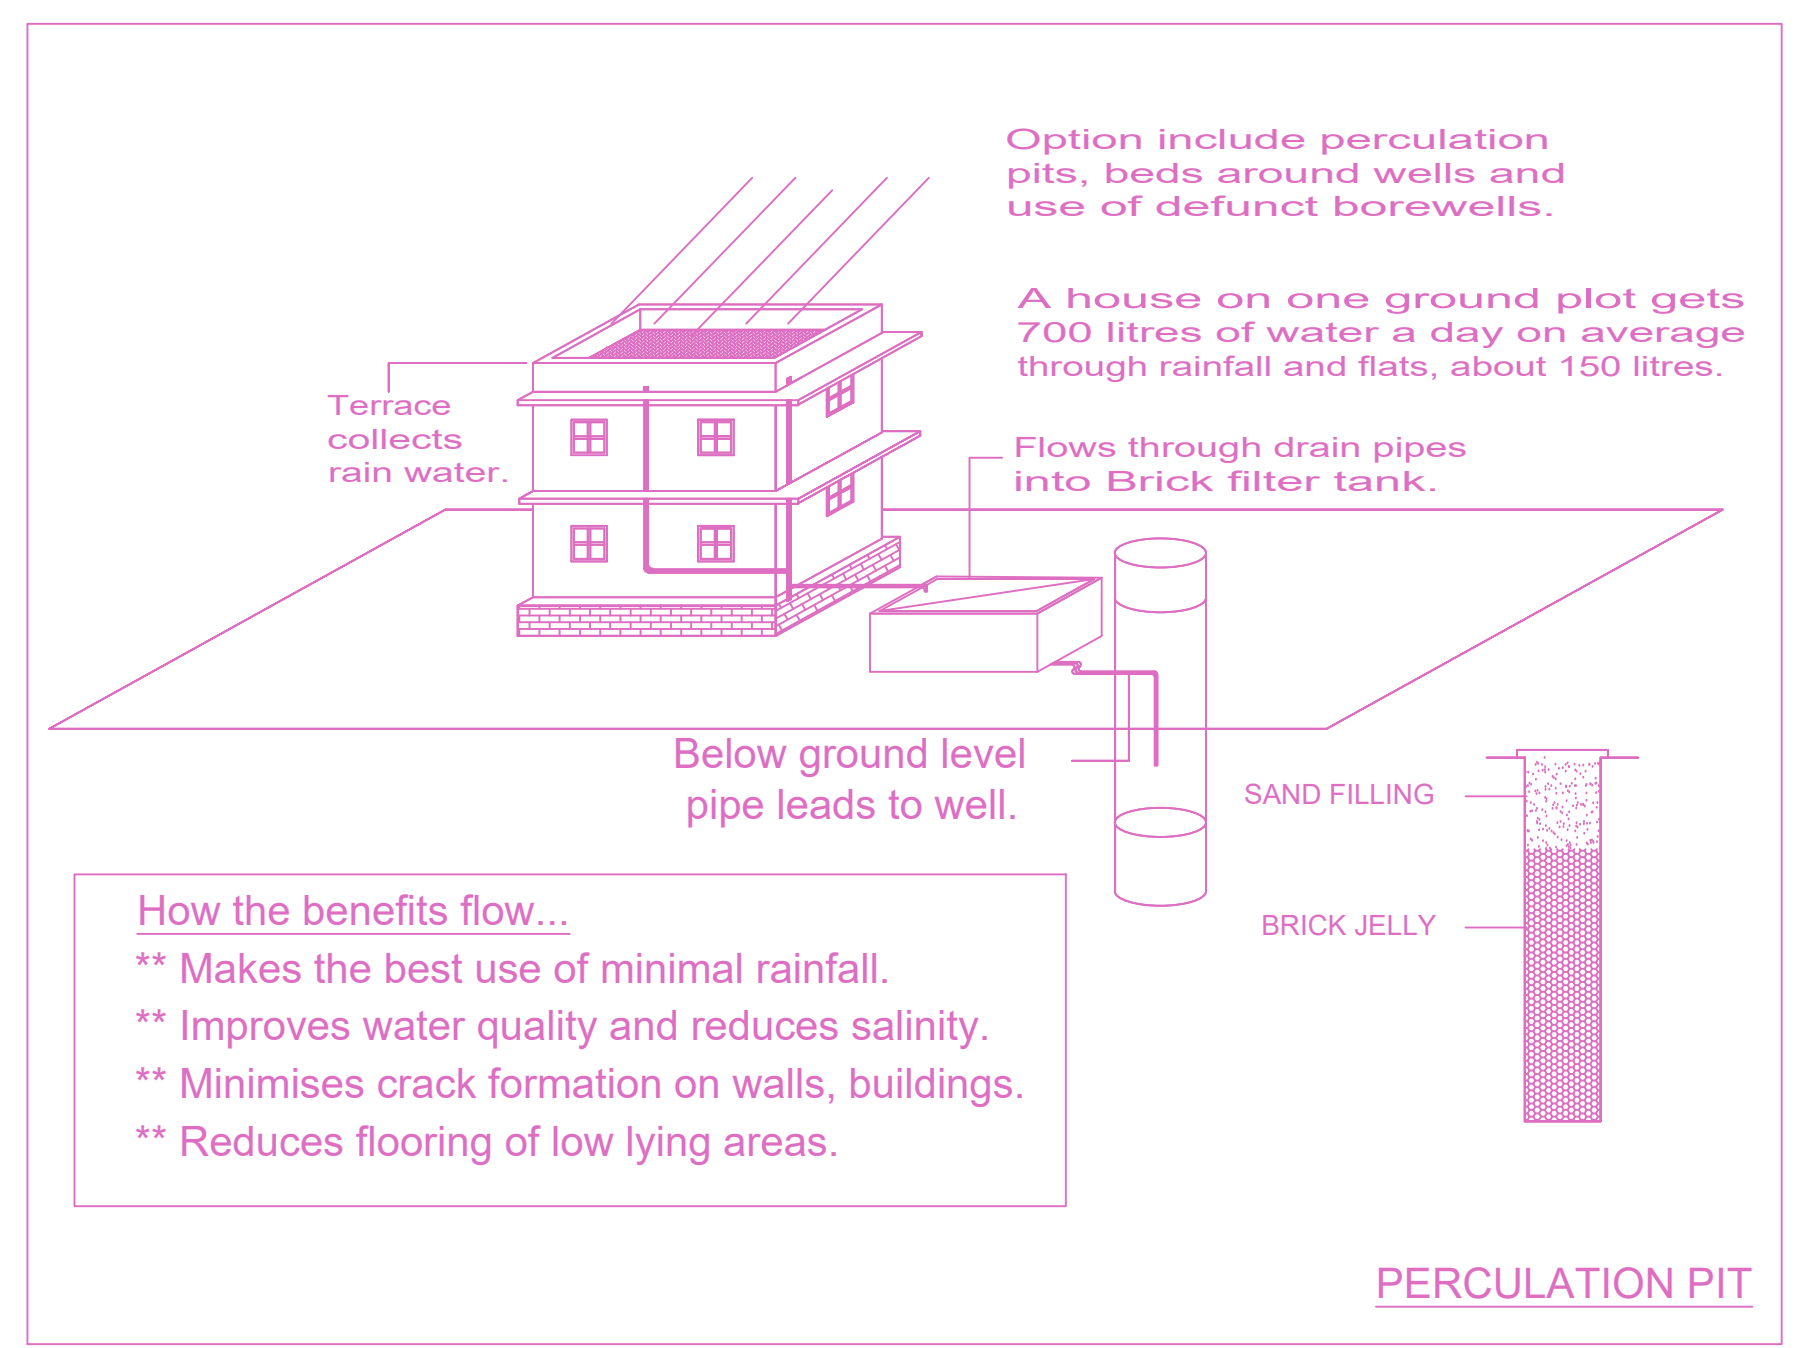 Option include perculation
pits, beds around wells and
use of defunct borewells.
A house on one ground plot gets
700 litres of water a day on average
through rainfall and flats, about 150 litres.
Terrace
collects
rain water.
Flows through drain pipes
into Brick filter tank.
Below ground level
pipe leads to well.
SAND FILLING
BRICK JELLY
How the benefits flow...
** Makes the best use of minimal rainfall.
** Improves water quality and reduces salinity.
** Minimises crack formation on walls, buildings.
** Reduces flooring of low lying areas.
PERCULATION PIT